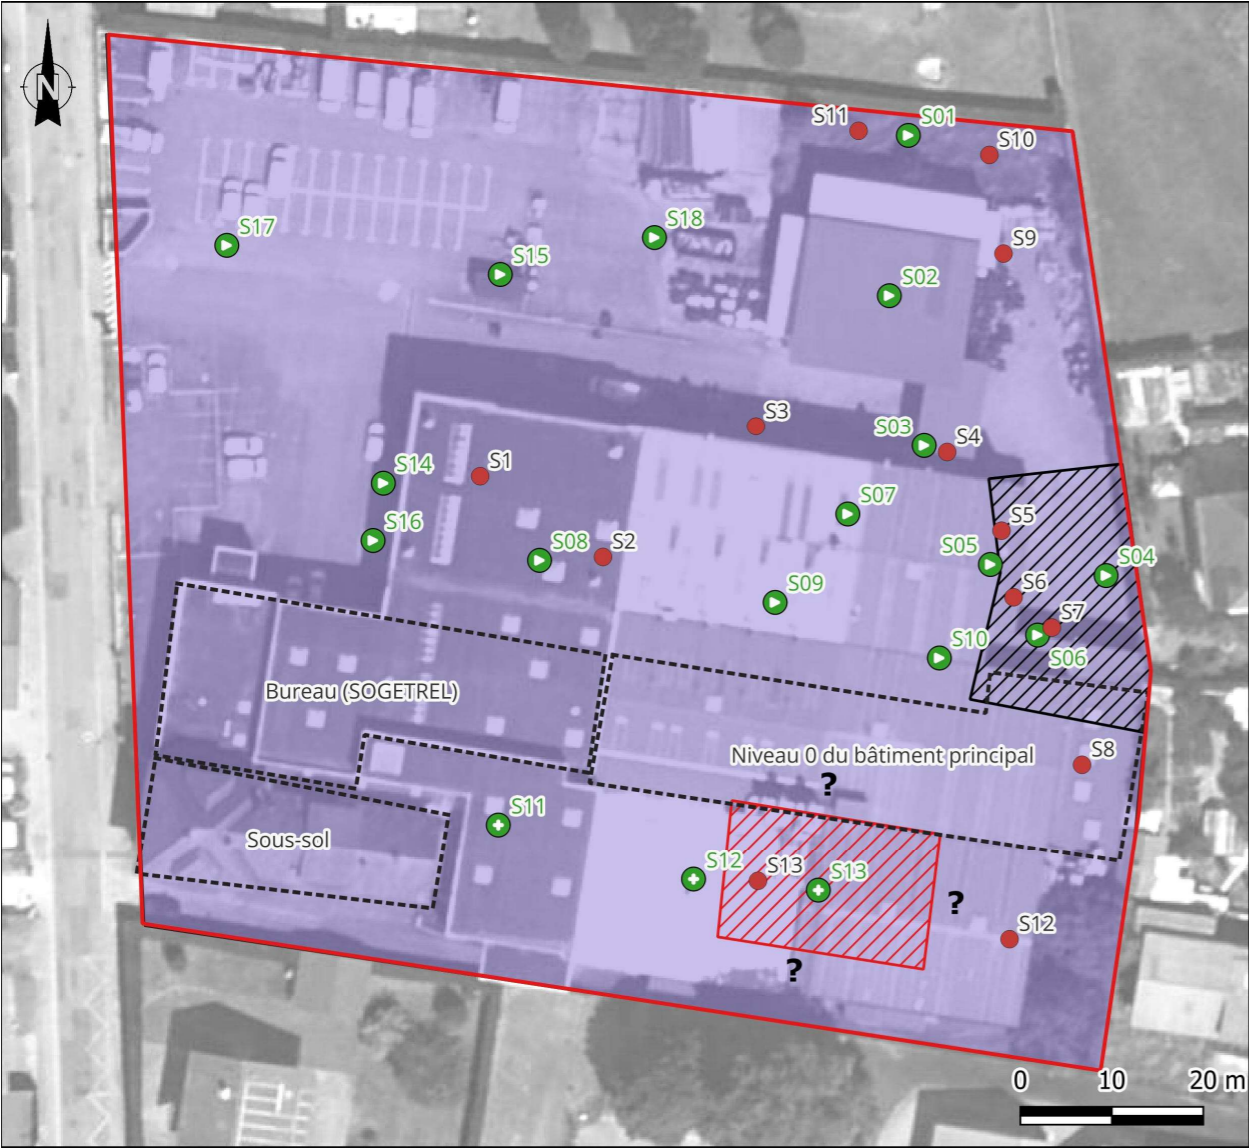 N
S11
S01
S10
S17
S18
S15
S9
S02
S3
S03
S4
S14
S1
S07
S16
S08
S2
S5
S05
S04
S6
S09
S7
S10
S06
Bureau (SOGETREL)
Niveau 0 du bâtiment principal
S8
?
S11
Sous-sol
S12
S13
S13
?
S12
?
0 10 20 m